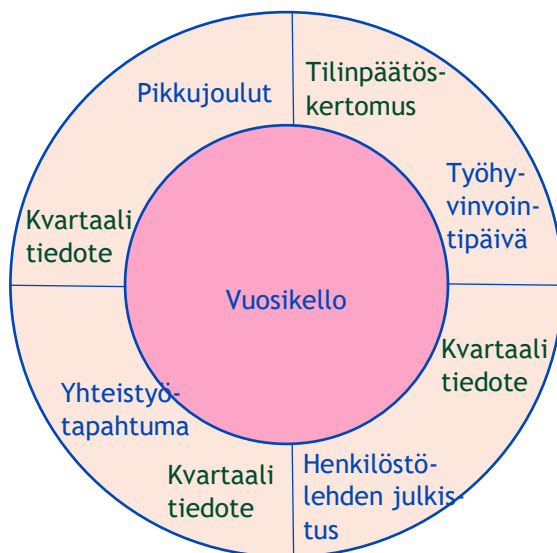 Pikkujoulut
Tilinpäätös-
kertomus
Työhy-
vinvoin-
tipäivä
Kvartaali
tiedote
Vuosikello
Kvartaali
tiedote
Yhteistyö-
tapahtuma
Kvartaali
tiedote
Henkilöstö-
lehden julkis-
tus